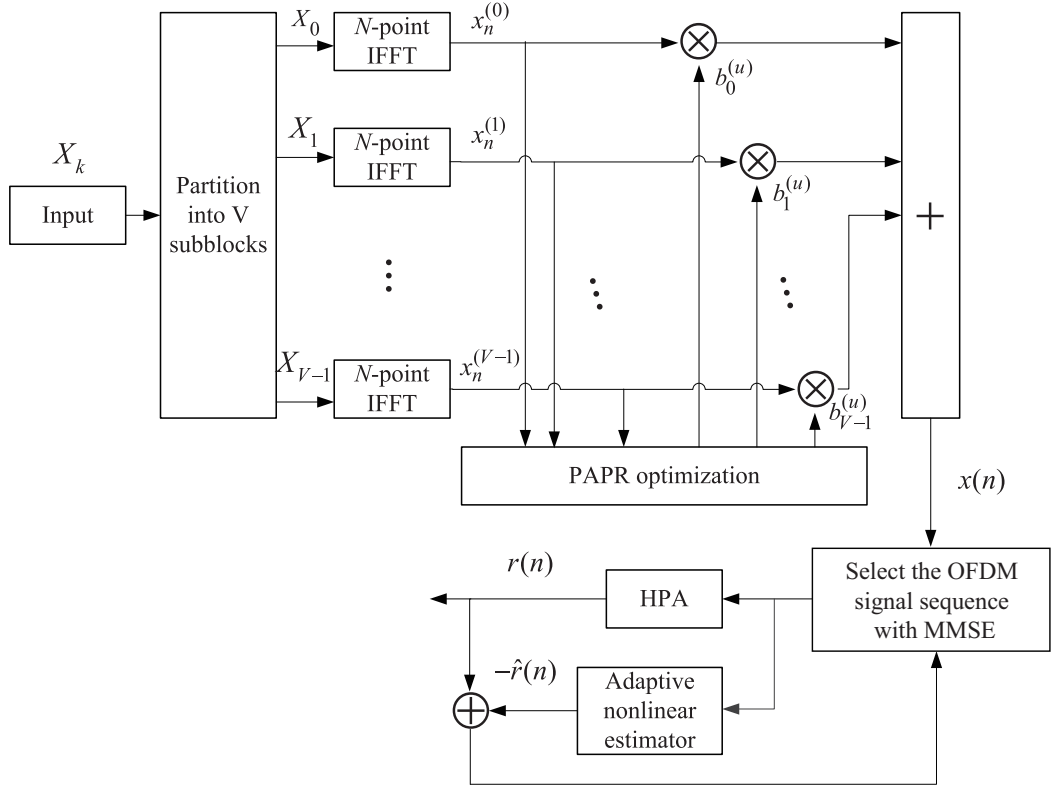 X_k
Input
Partition
into V
subblocks
X_0
N-point
IFFT
x_n^{(0)}
b_0^{(u)}
X_1
N-point
IFFT
x_n^{(1)}
b_1^{(u)}
X_{V-1}
N-point
IFFT
x_n^{(V-1)}
b_{V-1}^{(u)}
PAPR optimization
x(n)
Select the OFDM
signal sequence
with MMSE
HPA
r(n)
-\hat{r}(n)
Adaptive
nonlinear
estimator